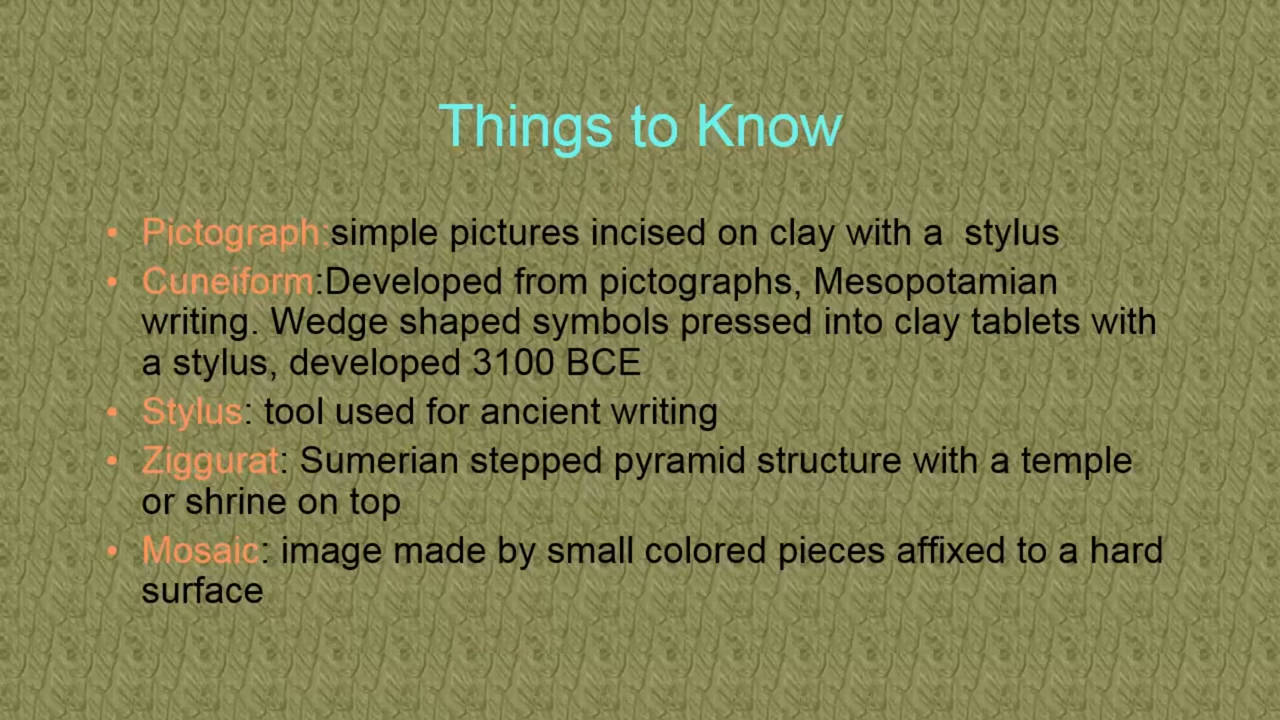 Things to Know
• Pictograph:simple pictures incised on clay with a  stylus
• Cuneiform:Developed from pictographs, Mesopotamian
writing. Wedge shaped symbols pressed into clay tablets with
a stylus, developed 3100 BCE
• Stylus: tool used for ancient writing
• Ziggurat: Sumerian stepped pyramid structure with a temple
or shrine on top
• Mosaic: image made by small colored pieces affixed to a hard
surface